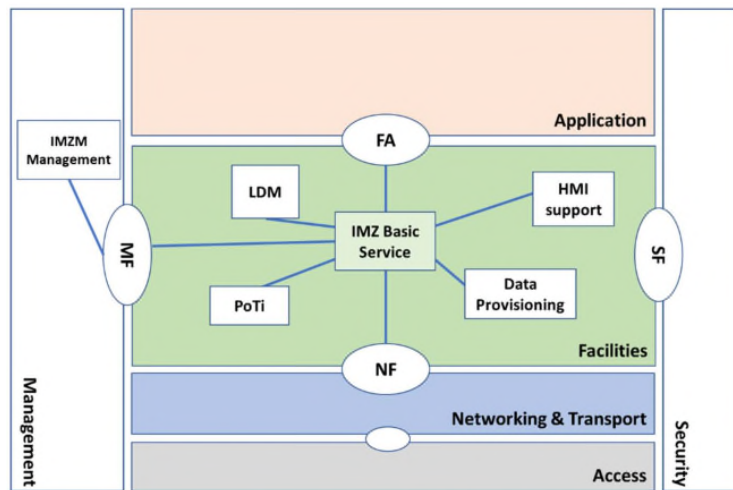 Application
IMZM
Management
FA
LDM
HMI
support
IMZ Basic
Service
MF
SF
PoTi
Data
Provisioning
Facilities
NF
Management
Networking & Transport
Security
Access